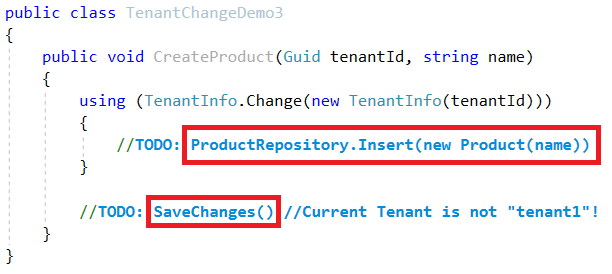 public class TenantChangeDemo3
{
public void CreateProduct(Guid tenantId, string name)
{
using (TenantInfo.Change(new TenantInfo(tenantId)))
{
//TODO: ProductRepository.Insert(new Product(name))
}
//TODO: SaveChanges() //Current Tenant is not "tenant1"!
}
}